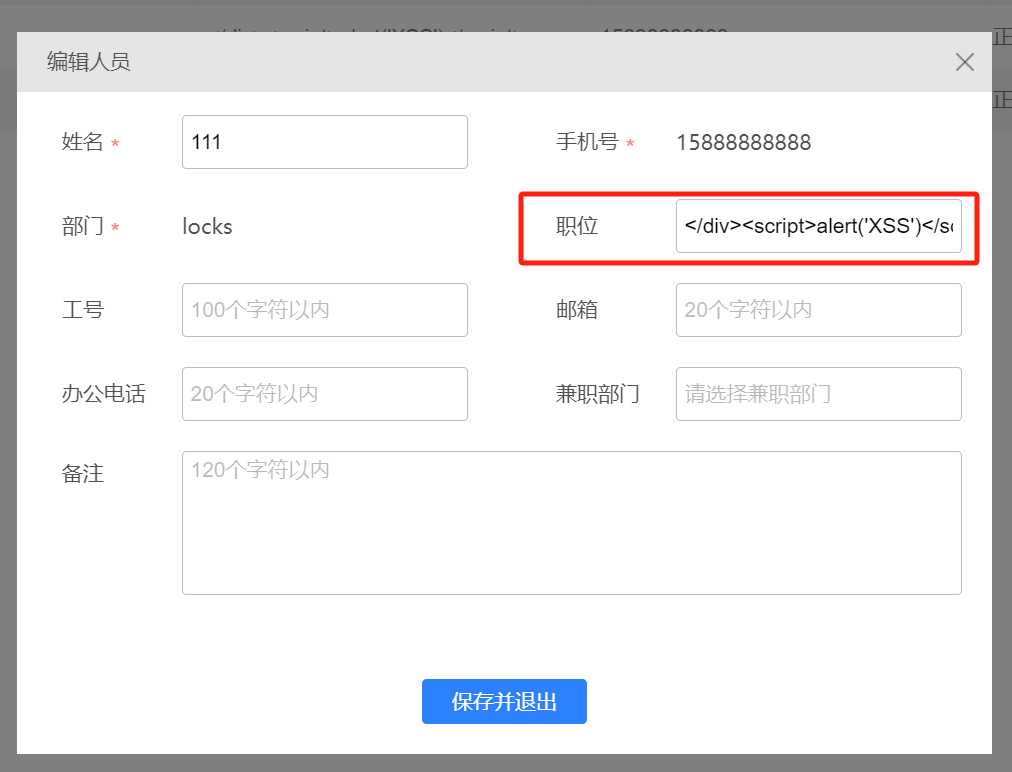 正
编辑人员
正
姓名 * 111 手机号 * 15888888888
部门 * locks 职位 </div><script>alert('XSS')</sc
工号 100个字符以内 邮箱 20个字符以内
办公电话 20个字符以内 兼职部门 请选择兼职部门
备注 120个字符以内
保存并退出